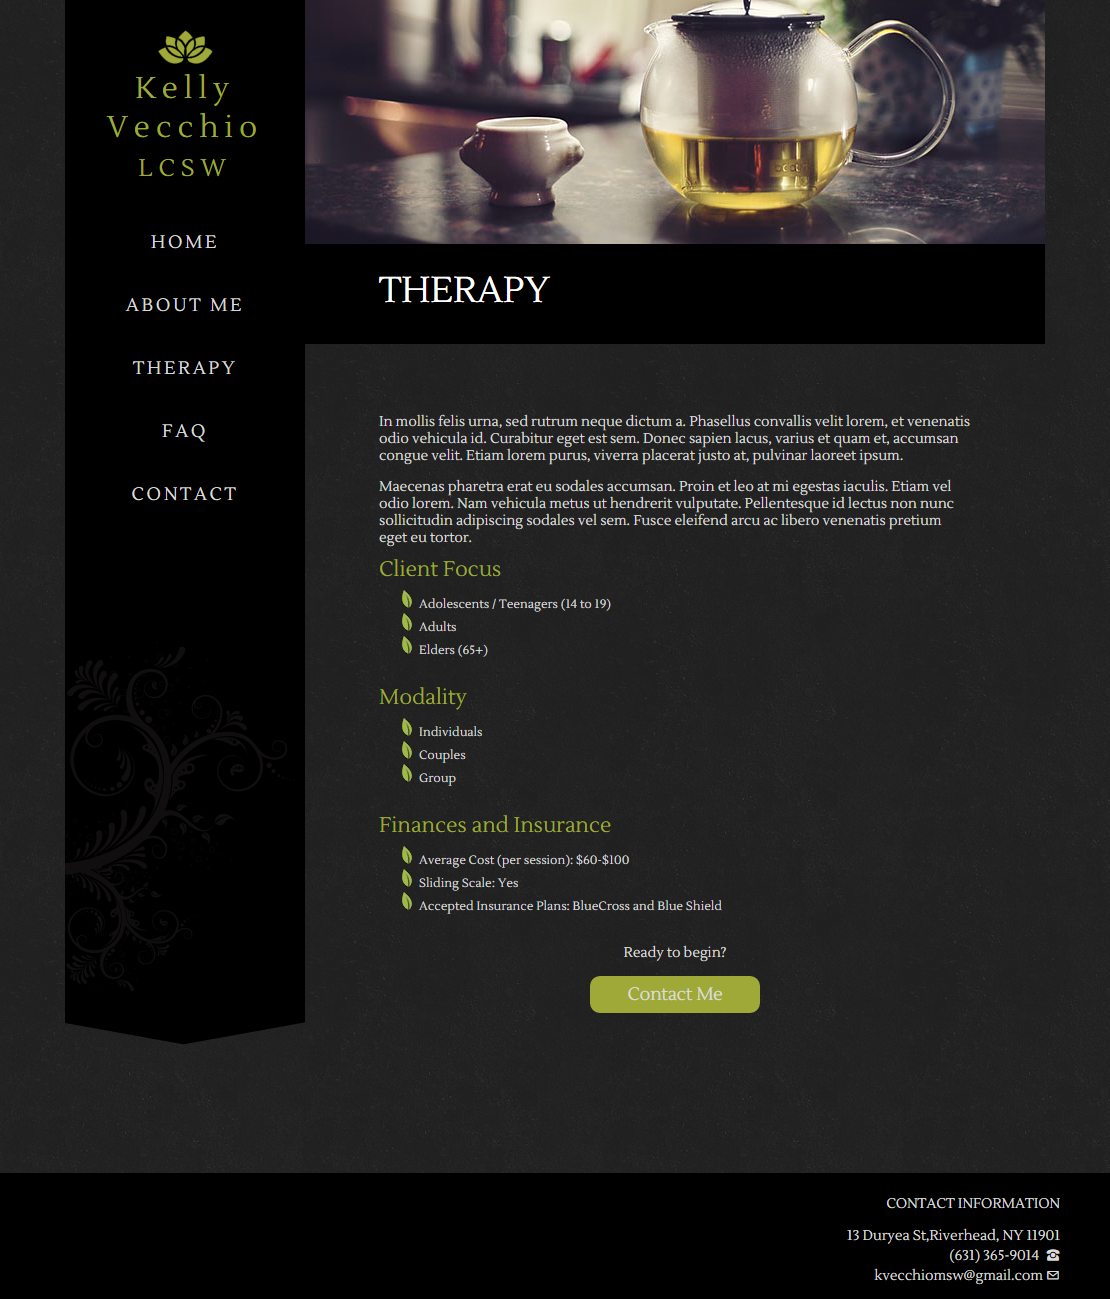 Kelly
Vecchio
LCSW
HOME
ABOUT ME
THERAPY
FAQ
CONTACT
THERAPY
In mollis felis urna, sed rutrum neque dictum a. Phasellus convallis velit lorem, et venenatis
odio vehicula id. Curabitur eget est sem. Donec sapien lacus, varius et quam et, accumsan
congue velit. Etiam lorem purus, viverra placerat justo at, pulvinar laoreet ipsum.
Maecenas pharetra erat eu sodales accumsan. Proin et leo at mi egestas iaculis. Etiam vel
odio lorem. Nam vehicula metus ut hendrerit vulputate. Pellentesque id lectus non nunc
sollicitudin adipiscing sodales vel sem. Fusce eleifend arcu ac libero venenatis pretium
eget eu tortor.
Client Focus
Adolescents / Teenagers (14 to 19)
Adults
Elders (65+)
Modality
Individuals
Couples
Group
Finances and Insurance
Average Cost (per session): $60-$100
Sliding Scale: Yes
Accepted Insurance Plans: BlueCross and Blue Shield
Ready to begin?
Contact Me
CONTACT INFORMATION
13 Duryea St,Riverhead, NY 11901
(631) 365-9014
kvecchiomsw@gmail.com